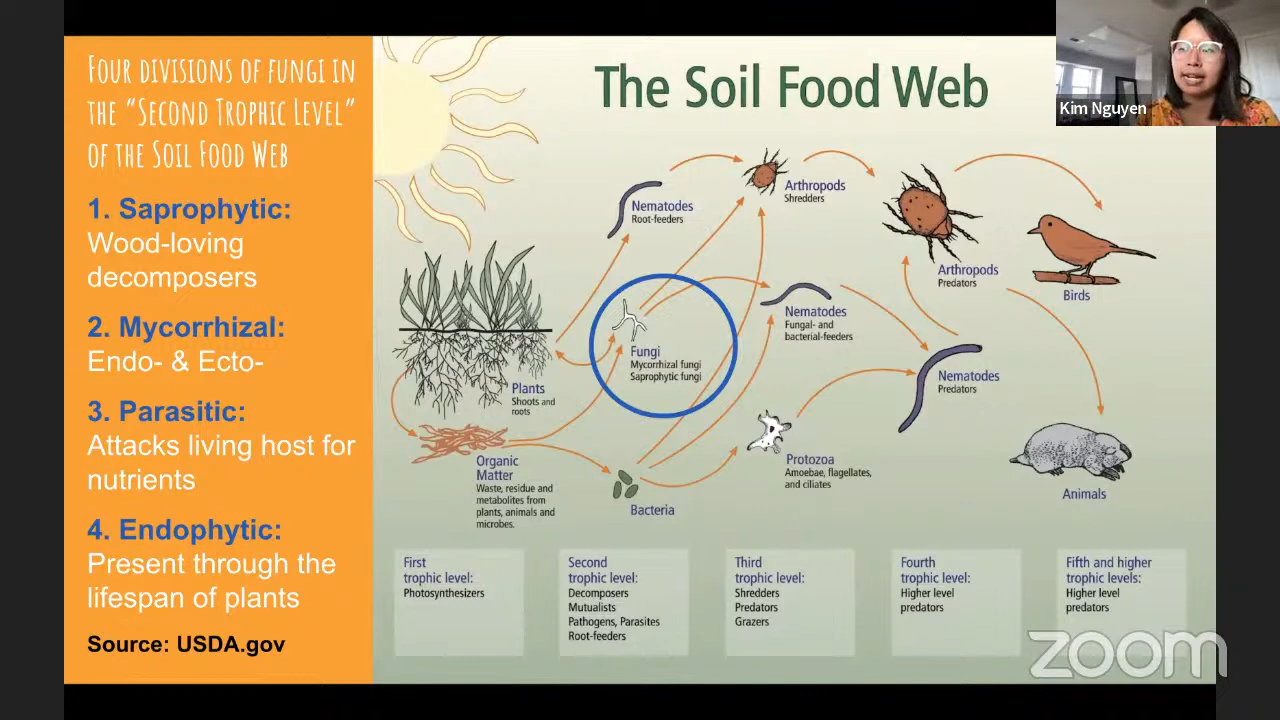 Four divisions of fungi in
the “Second Trophic Level”
of the Soil Food Web
1. Saprophytic:
Wood-loving
decomposers
2. Mycorrhizal:
Endo- & Ecto-
3. Parasitic:
Attacks living host for
nutrients
4. Endophytic:
Present through the
lifespan of plants
Source: USDA.gov
The Soil Food Web
Kim Nguyen
Nematodes
Root-feeders
Arthropods
Shredders
Arthropods
Predators
Birds
Fungi
Mycorrhizal fungi
Saprophytic fungi
Nematodes
Fungal- and
bacterial-feeders
Nematodes
Predators
Plants
Shoots and
roots
Organic
Matter
Waste, residue and
metabolites from
plants, animals and
microbes.
Bacteria
Protozoa
Amoebae, flagellates,
and ciliates
Animals
First
trophic level:
Photosynthesizers
Second
trophic level:
Decomposers
Mutualists
Pathogens, Parasites
Root-feeders
Third
trophic level:
Shredders
Predators
Grazers
Fourth
trophic level:
Higher level
predators
Fifth and higher
trophic levels:
Higher level
predators
zoom